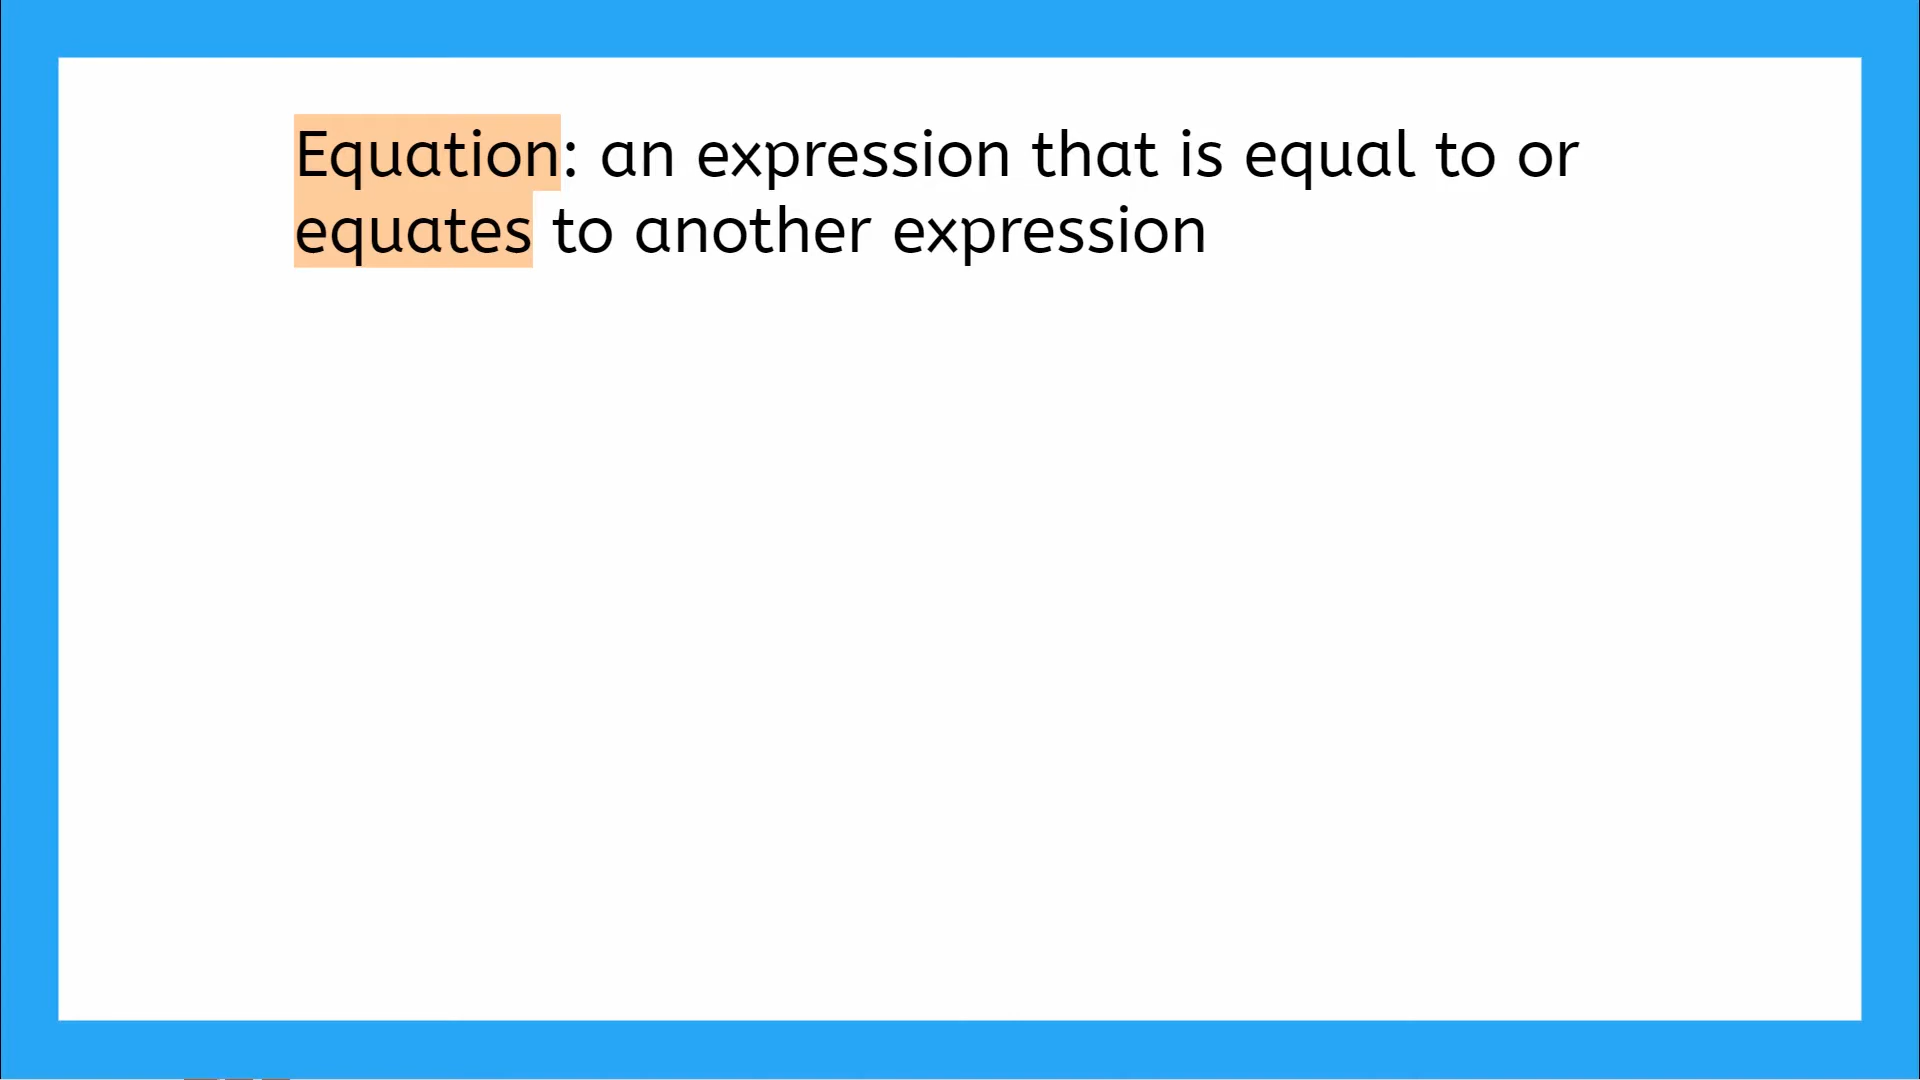 Equation: an expression that is equal to or
equates to another expression